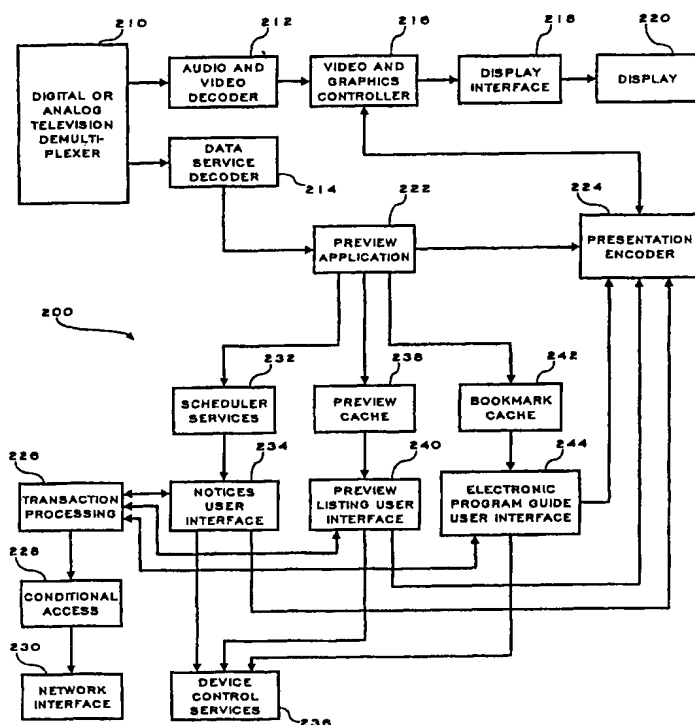 210
212
216
218
220
DIGITAL OR
ANALOG
TELEVISION
DEMULTI-
PLEXER
AUDIO AND
VIDEO
DECODER
VIDEO AND
GRAPHICS
CONTROLLER
DISPLAY
INTERFACE
DISPLAY
DATA
SERVICE
DECODER
214
222
224
PREVIEW
APPLICATION
PRESENTATION
ENCODER
200
232
238
242
SCHEDULER
SERVICES
PREVIEW
CACHE
BOOKMARK
CACHE
226
234
240
244
TRANSACTION
PROCESSING
NOTICES
USER
INTERFACE
PREVIEW
LISTING USER
INTERFACE
ELECTRONIC
PROGRAM GUIDE
USER INTERFACE
228
CONDITIONAL
ACCESS
230
NETWORK
INTERFACE
DEVICE
CONTROL
SERVICES
236